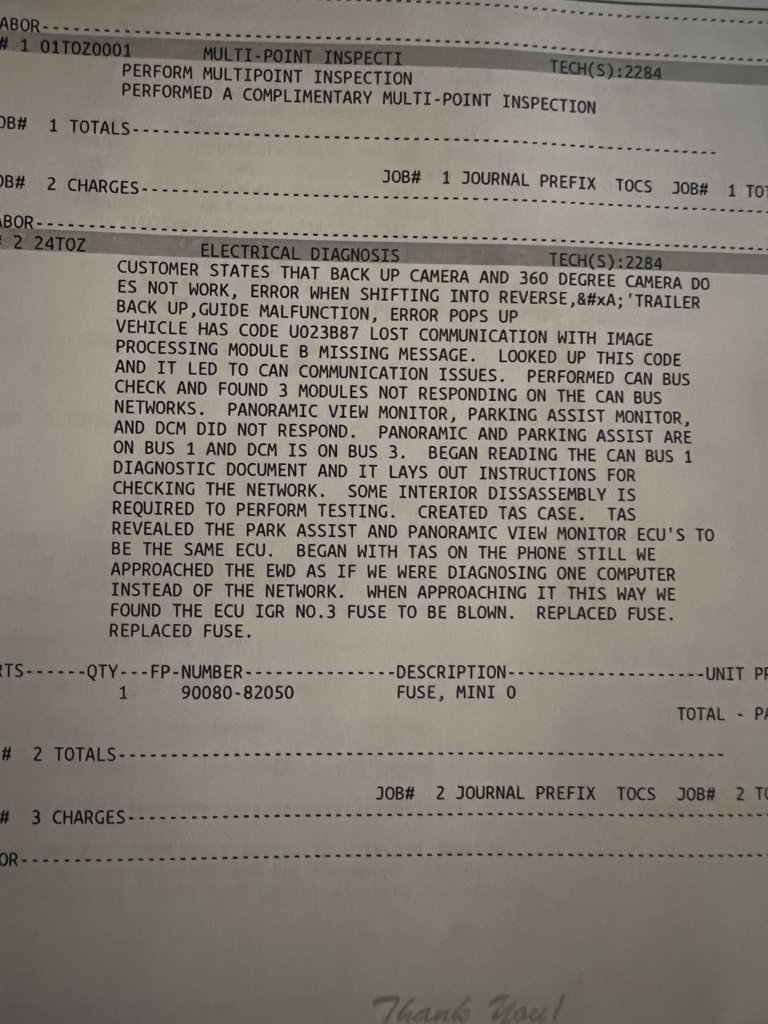 ABOR
# 1 01TOZ0001 MULTI-POINT INSPECTI TECH(S):2284
PERFORM MULTIPOINT INSPECTION
PERFORMED A COMPLIMENTARY MULTI-POINT INSPECTION
OB# 1 TOTALS
JOB# 1 JOURNAL PREFIX TOCS JOB# 1 TOT
OB# 2 CHARGES
ABOR
# 2 24TOZ ELECTRICAL DIAGNOSIS TECH(S):2284
CUSTOMER STATES THAT BACK UP CAMERA AND 360 DEGREE CAMERA DO
ES NOT WORK, ERROR WHEN SHIFTING INTO REVERSE,&#xA;'TRAILER
BACK UP,GUIDE MALFUNCTION, ERROR POPS UP
VEHICLE HAS CODE U023B87 LOST COMMUNICATION WITH IMAGE
PROCESSING MODULE B MISSING MESSAGE. LOOKED UP THIS CODE
AND IT LED TO CAN COMMUNICATION ISSUES. PERFORMED CAN BUS
CHECK AND FOUND 3 MODULES NOT RESPONDING ON THE CAN BUS
NETWORKS. PANORAMIC VIEW MONITOR, PARKING ASSIST MONITOR,
AND DCM DID NOT RESPOND. PANORAMIC AND PARKING ASSIST ARE
ON BUS 1 AND DCM IS ON BUS 3. BEGAN READING THE CAN BUS 1
DIAGNOSTIC DOCUMENT AND IT LAYS OUT INSTRUCTIONS FOR
CHECKING THE NETWORK. SOME INTERIOR DISSASSEMBLY IS
REQUIRED TO PERFORM TESTING. CREATED TAS CASE. TAS
REVEALED THE PARK ASSIST AND PANORAMIC VIEW MONITOR ECU'S TO
BE THE SAME ECU. BEGAN WITH TAS ON THE PHONE STILL WE
APPROACHED THE EWD AS IF WE WERE DIAGNOSING ONE COMPUTER
INSTEAD OF THE NETWORK. WHEN APPROACHING IT THIS WAY WE
FOUND THE ECU IGR NO.3 FUSE TO BE BLOWN. REPLACED FUSE.
REPLACED FUSE.
RTS------QTY---FP-NUMBER---------------DESCRIPTION--------------------UNIT PR
1 90080-82050 FUSE, MINI O
TOTAL - PA
# 2 TOTALS
JOB# 2 JOURNAL PREFIX TOCS JOB# 2 TO
# 3 CHARGES
OR
Thank You!